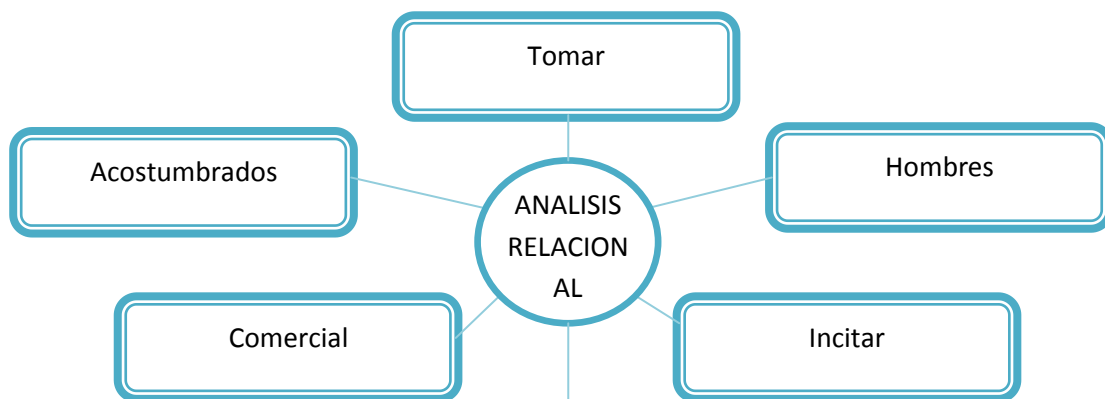 Tomar
Acostumbrados
Hombres
ANALISIS
RELACION
AL
Comercial
Incitar